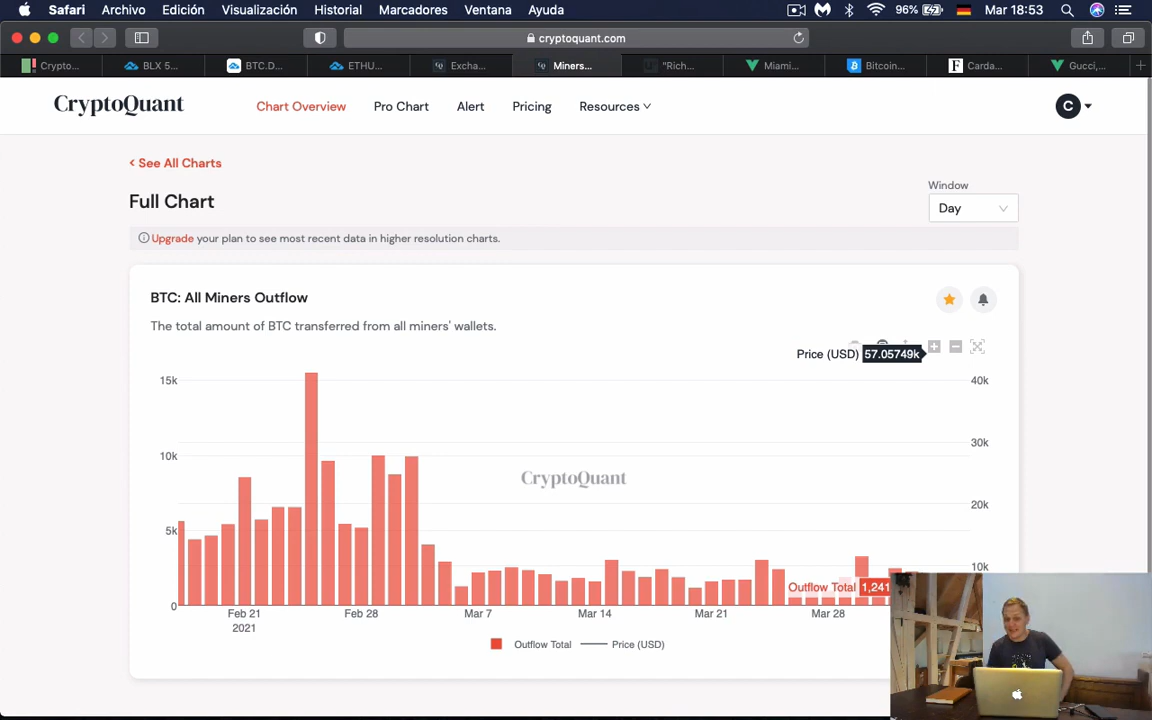 Safari Archivo Edición Visualización Historial Marcadores Ventana Ayuda 96% Mar 18:53
cryptoquant.com
Crypto... BLX 5... BTC.D... ETHU... Excha... Miners... "Rich... Miami... Bitcoin... Carda... Gucci,...
CryptoQuant Chart Overview Pro Chart Alert Pricing Resources C
< See All Charts
Full Chart
Window
Day
Upgrade your plan to see most recent data in higher resolution charts.
BTC: All Miners Outflow
The total amount of BTC transferred from all miners' wallets.
Price (USD) 57.05749k
15k 40k
30k
10k
CryptoQuant
20k
5k
10k
Outflow Total 1,241
0
Feb 21 Feb 28 Mar 7 Mar 14 Mar 21 Mar 28
2021
Outflow Total Price (USD)